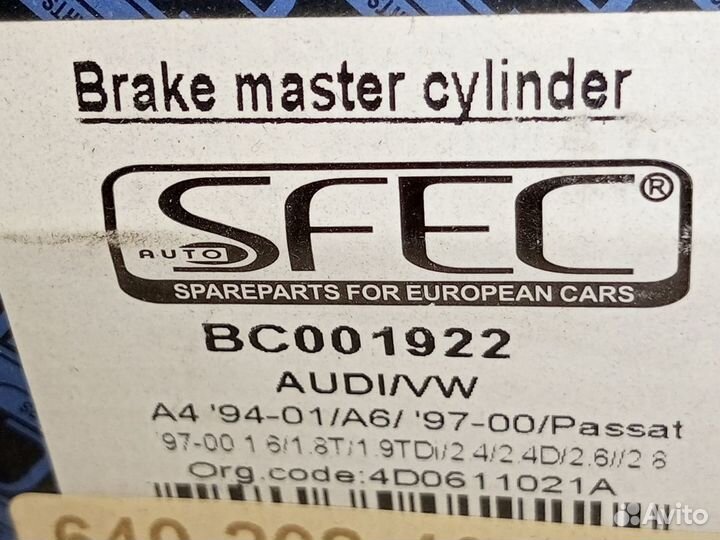 Brake master cylinder
AUTO SFEC®
SPAREPARTS FOR EUROPEAN CARS
BC001922
AUDI/VW
A4 '94-01/A6/ '97-00/Passat
'97-00 1 6/1.8T/1.9TDi/2 4/2.4D/2.6//2 8
Org.code:4D0611021A
Avito